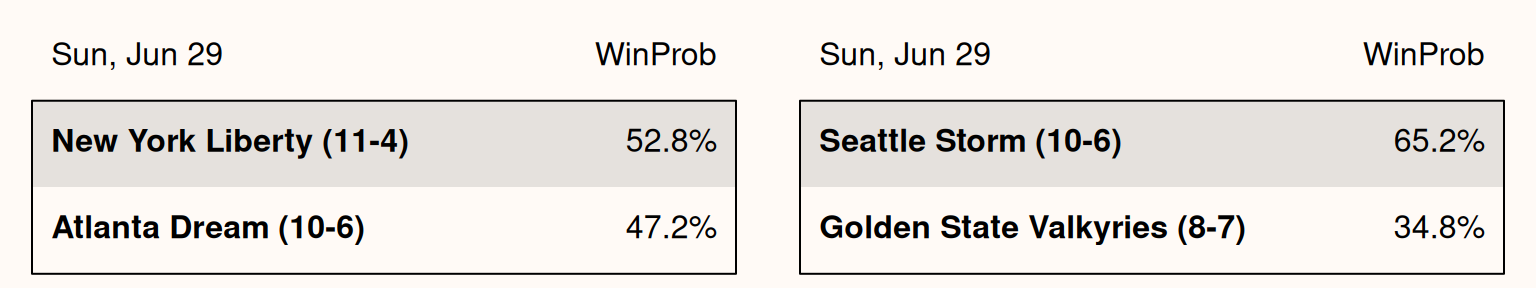 Sun, Jun 29 WinProb
New York Liberty (11-4) 52.8%
Atlanta Dream (10-6) 47.2%
Sun, Jun 29 WinProb
Seattle Storm (10-6) 65.2%
Golden State Valkyries (8-7) 34.8%